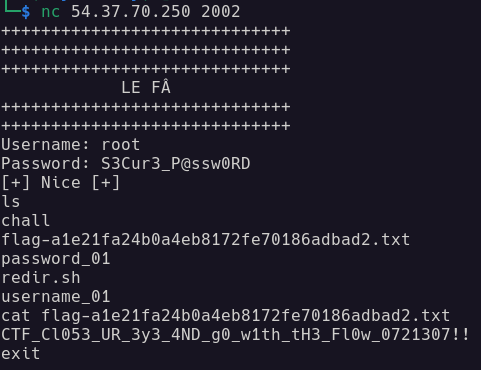 $ nc 54.37.70.250 2002
+++++++++++++++++++++++++++++
+++++++++++++++++++++++++++++
+++++++++++++++++++++++++++++
LE FÂ
+++++++++++++++++++++++++++++
+++++++++++++++++++++++++++++
Username: root
Password: S3Cur3_P@ssw0RD
[+] Nice [+]
ls
chall
flag-a1e21fa24b0a4eb8172fe70186adbad2.txt
password_01
redir.sh
username_01
cat flag-a1e21fa24b0a4eb8172fe70186adbad2.txt
CTF_Cl053_UR_3y3_4ND_g0_w1th_tH3_Fl0w_0721307!!
exit